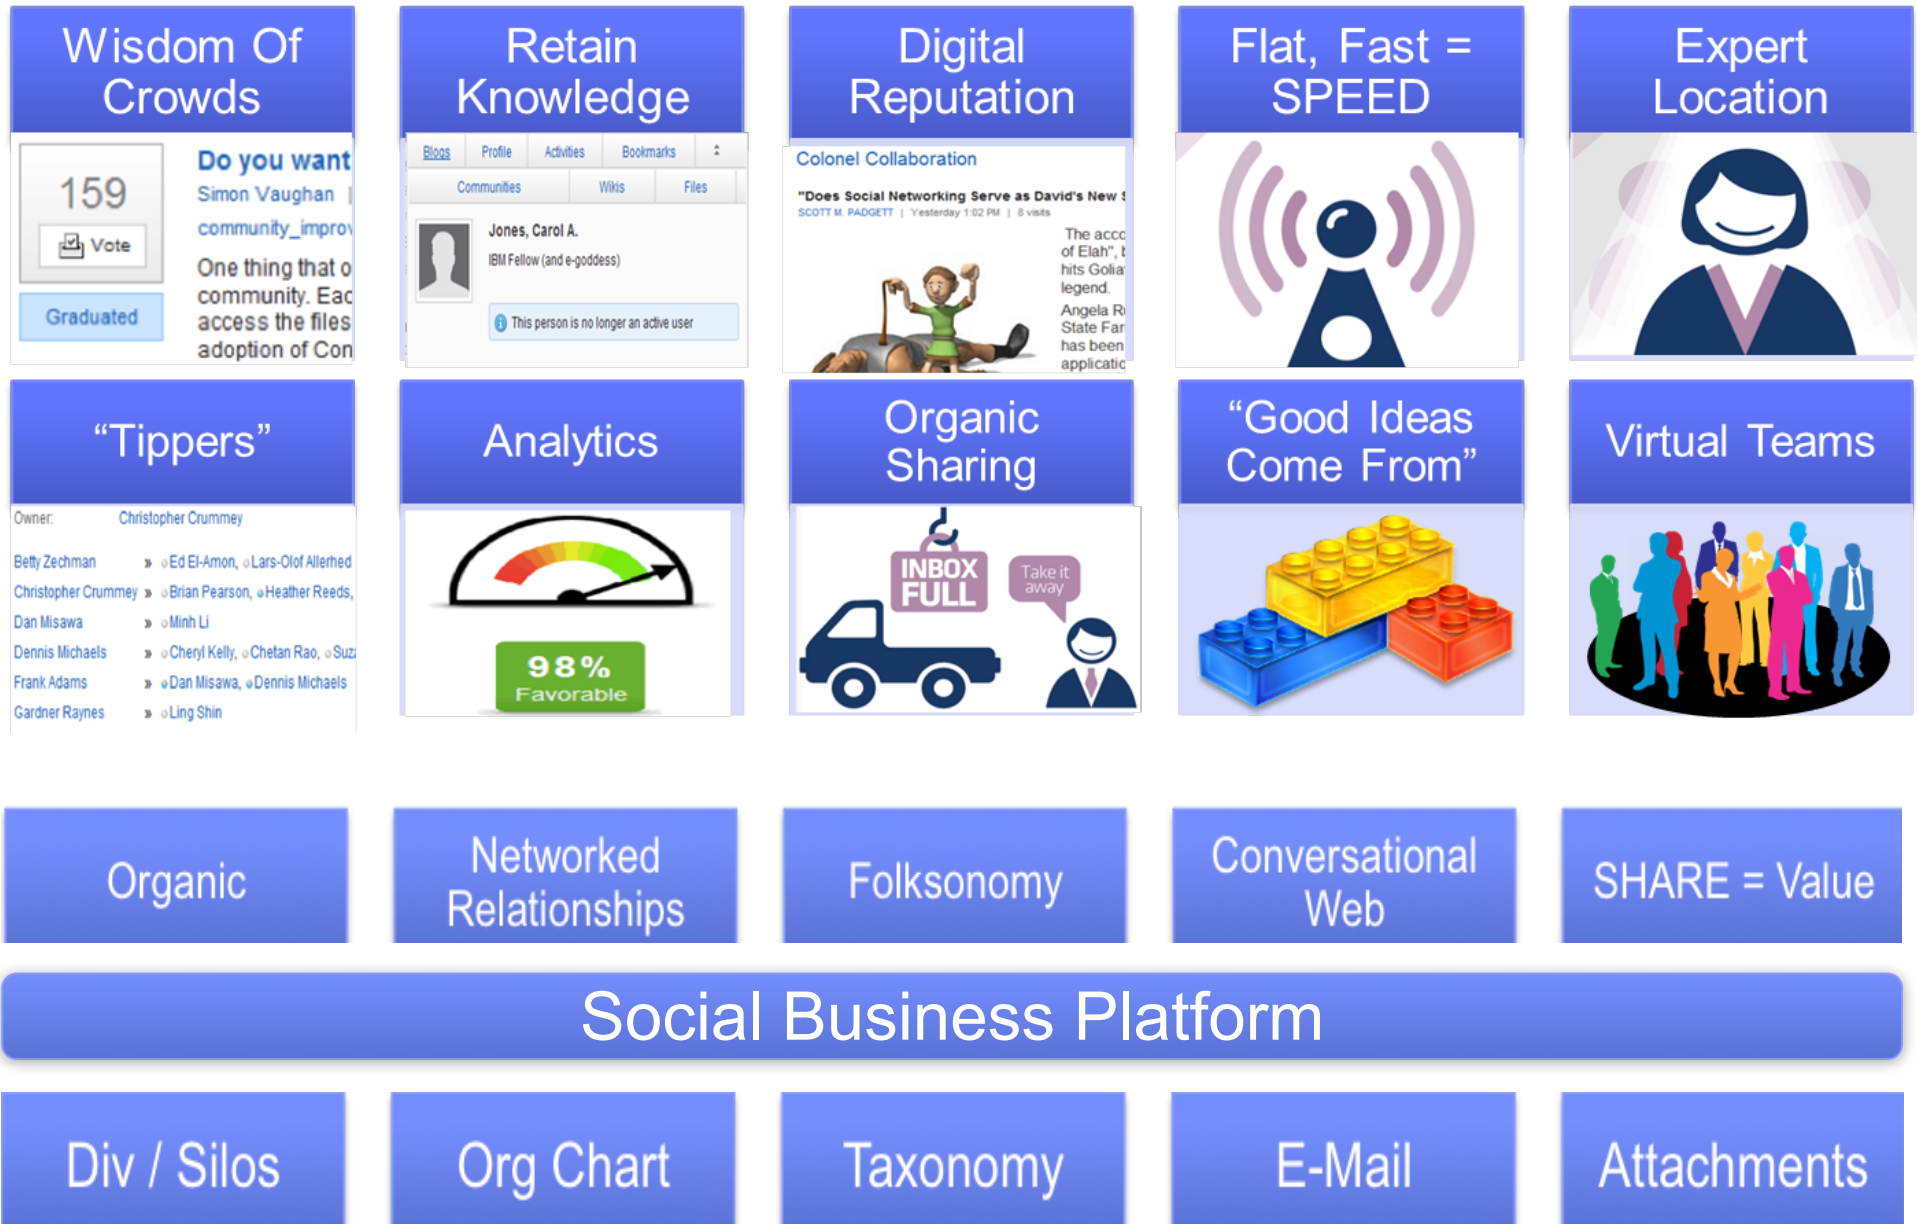 Wisdom Of
Crowds
Retain
Knowledge
Digital
Reputation
Flat, Fast =
SPEED
Expert
Location
159
Vote
Graduated
Do you want
Simon Vaughan |
community_improv
One thing that o
community. Eac
access the files
adoption of Con
Blogs Profile Activities Bookmarks
Communities Wikis Files
Jones, Carol A.
IBM Fellow (and e-goddess)
This person is no longer an active user
Colonel Collaboration
"Does Social Networking Serve as David's New S
SCOTT M. PADGETT | Yesterday 1:02 PM | 8 visits
The acco
of Elah", b
hits Goliat
legend.
Angela Ru
State Far
has been
applicatic
“Tippers”
Analytics
Organic
Sharing
“Good Ideas
Come From”
Virtual Teams
Owner: Christopher Crummey
Betty Zechman » Ed El-Amon, Lars-Olof Allerhed
Christopher Crummey » Brian Pearson, Heather Reeds,
Dan Misawa » Minh Li
Dennis Michaels » Cheryl Kelly, Chetan Rao, Suza
Frank Adams » Dan Misawa, Dennis Michaels
Gardner Raynes » Ling Shin
98%
Favorable
INBOX
FULL
Take it
away
Organic
Networked
Relationships
Folksonomy
Conversational
Web
SHARE = Value
Social Business Platform
Div / Silos
Org Chart
Taxonomy
E-Mail
Attachments